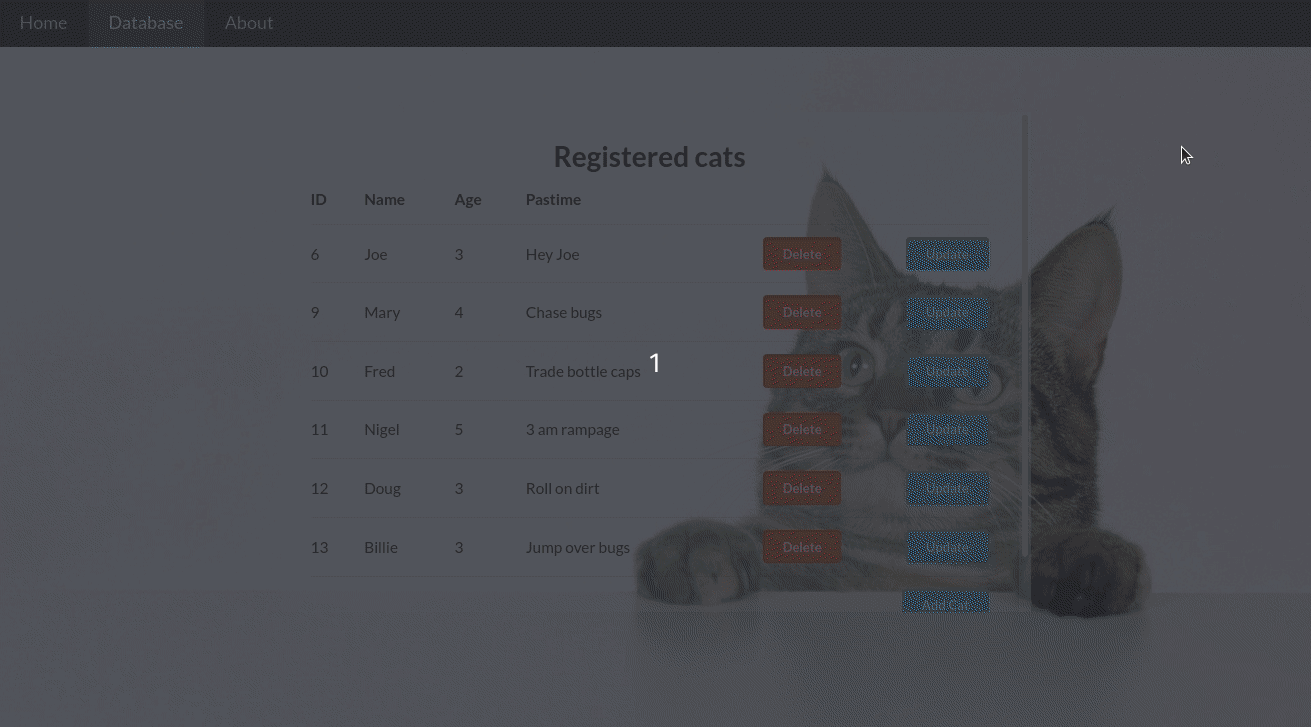 Home Database About
Registered cats
ID Name Age Pastime
6 Joe 3 Hey Joe Delete Update
9 Mary 4 Chase bugs Delete Update
1
10 Fred 2 Trade bottle caps Delete Update
11 Nigel 5 3 am rampage Delete Update
12 Doug 3 Roll on dirt Delete Update
13 Billie 3 Jump over bugs Delete Update
Add Cat